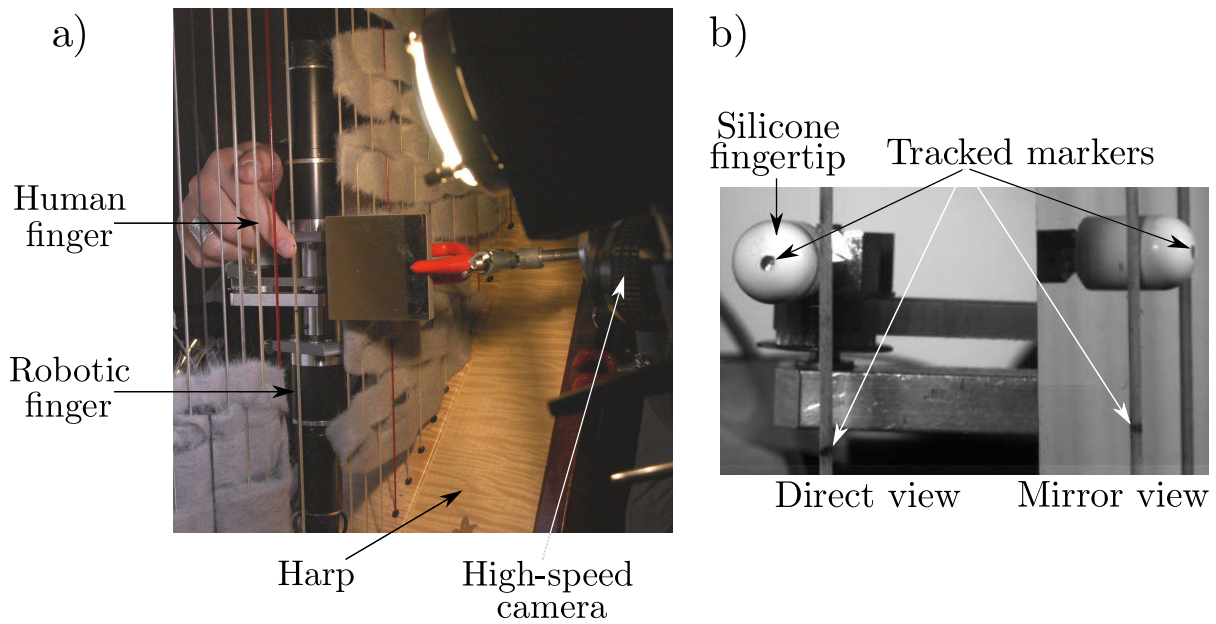 a)
Human
finger
Robotic
finger
Harp
High-speed
camera
b)
Silicone
fingertip
Tracked markers
Direct view
Mirror view